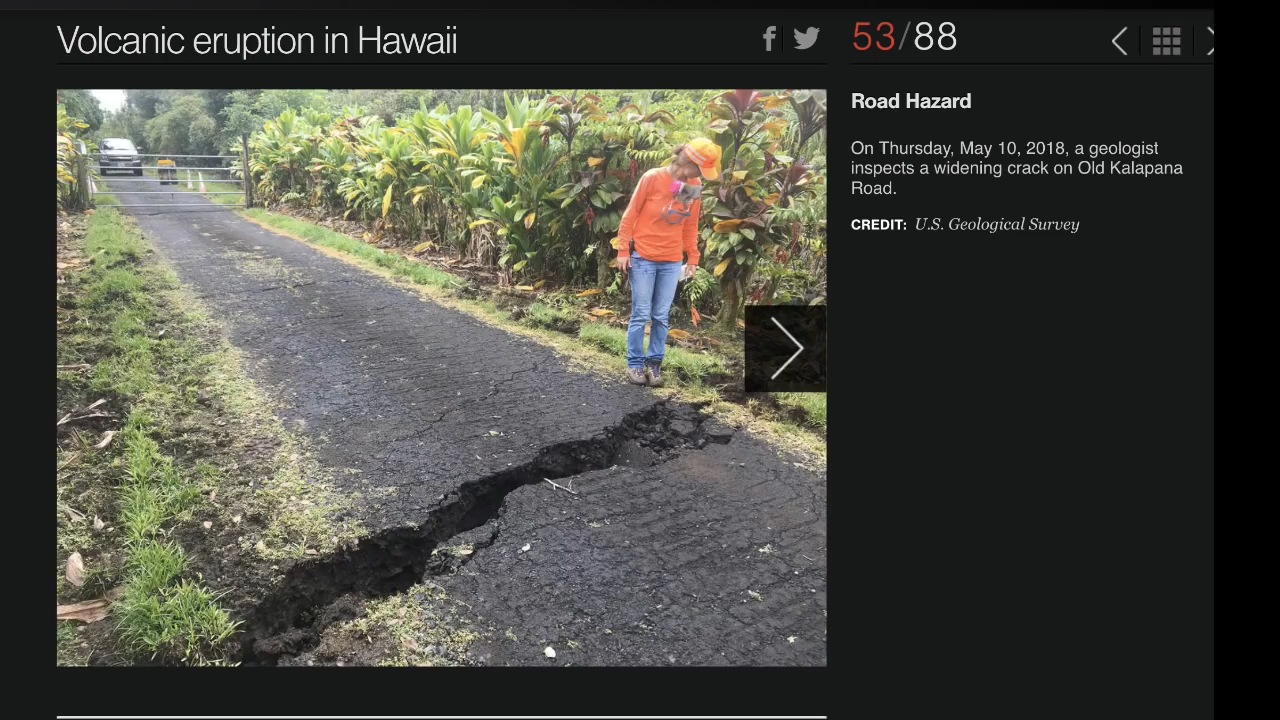 Volcanic eruption in Hawaii
53/88
Road Hazard
On Thursday, May 10, 2018, a geologist
inspects a widening crack on Old Kalapana
Road.
CREDIT: U.S. Geological Survey